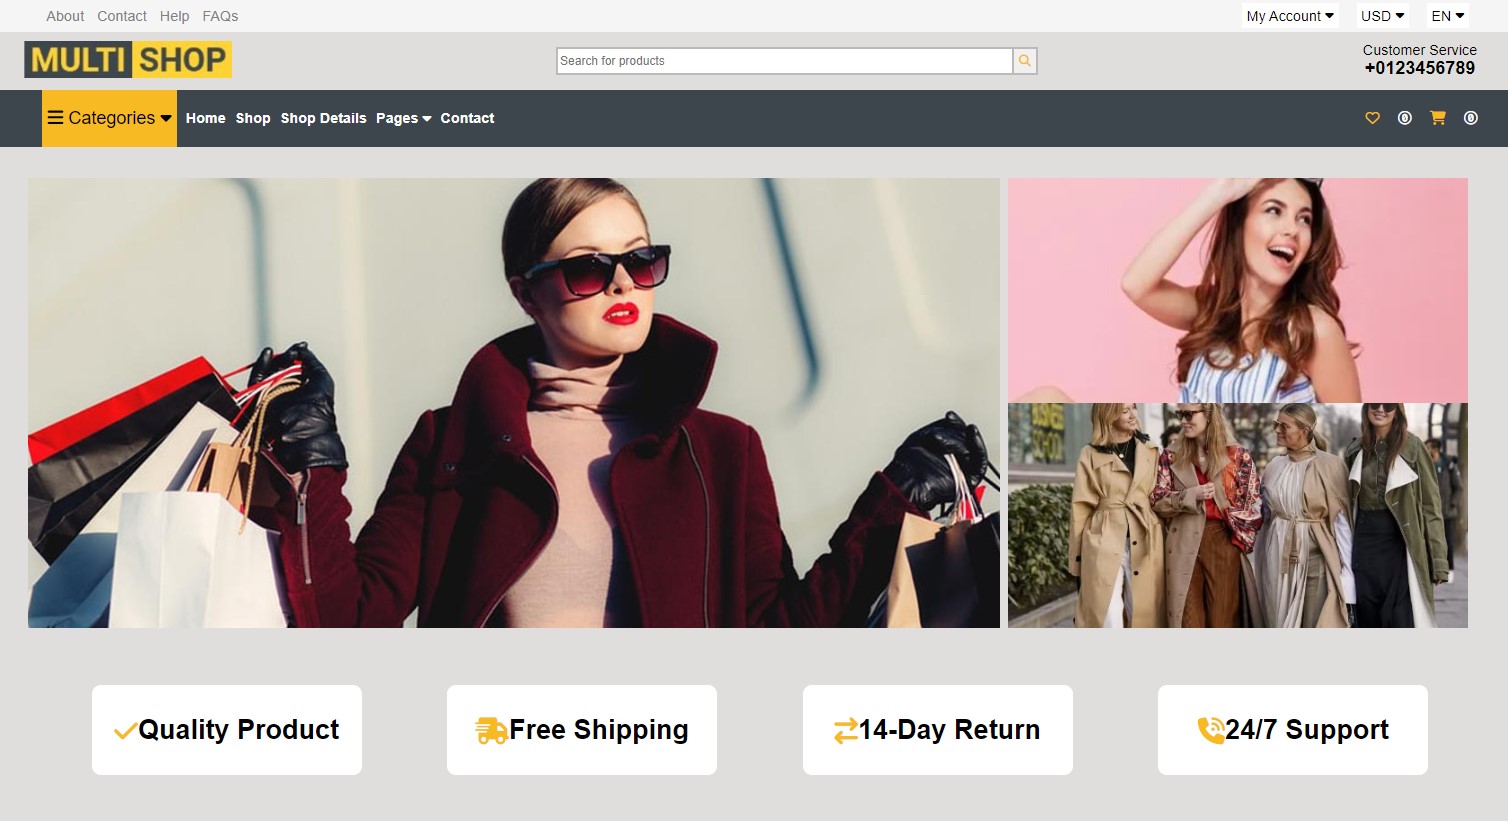 About Contact Help FAQs
My Account USD EN
MULTI SHOP
Search for products
Customer Service
+0123456789
Categories Home Shop Shop Details Pages Contact
0 0
Quality Product
Free Shipping
14-Day Return
24/7 Support